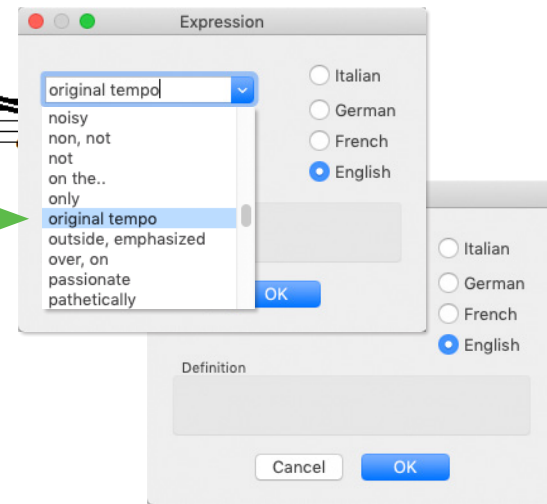 Expression
original tempo
noisy
non, not
not
on the..
only
original tempo
outside, emphasized
over, on
passionate
pathetically
Italian
German
French
English
OK
Italian
German
French
English
Definition
Cancel
OK